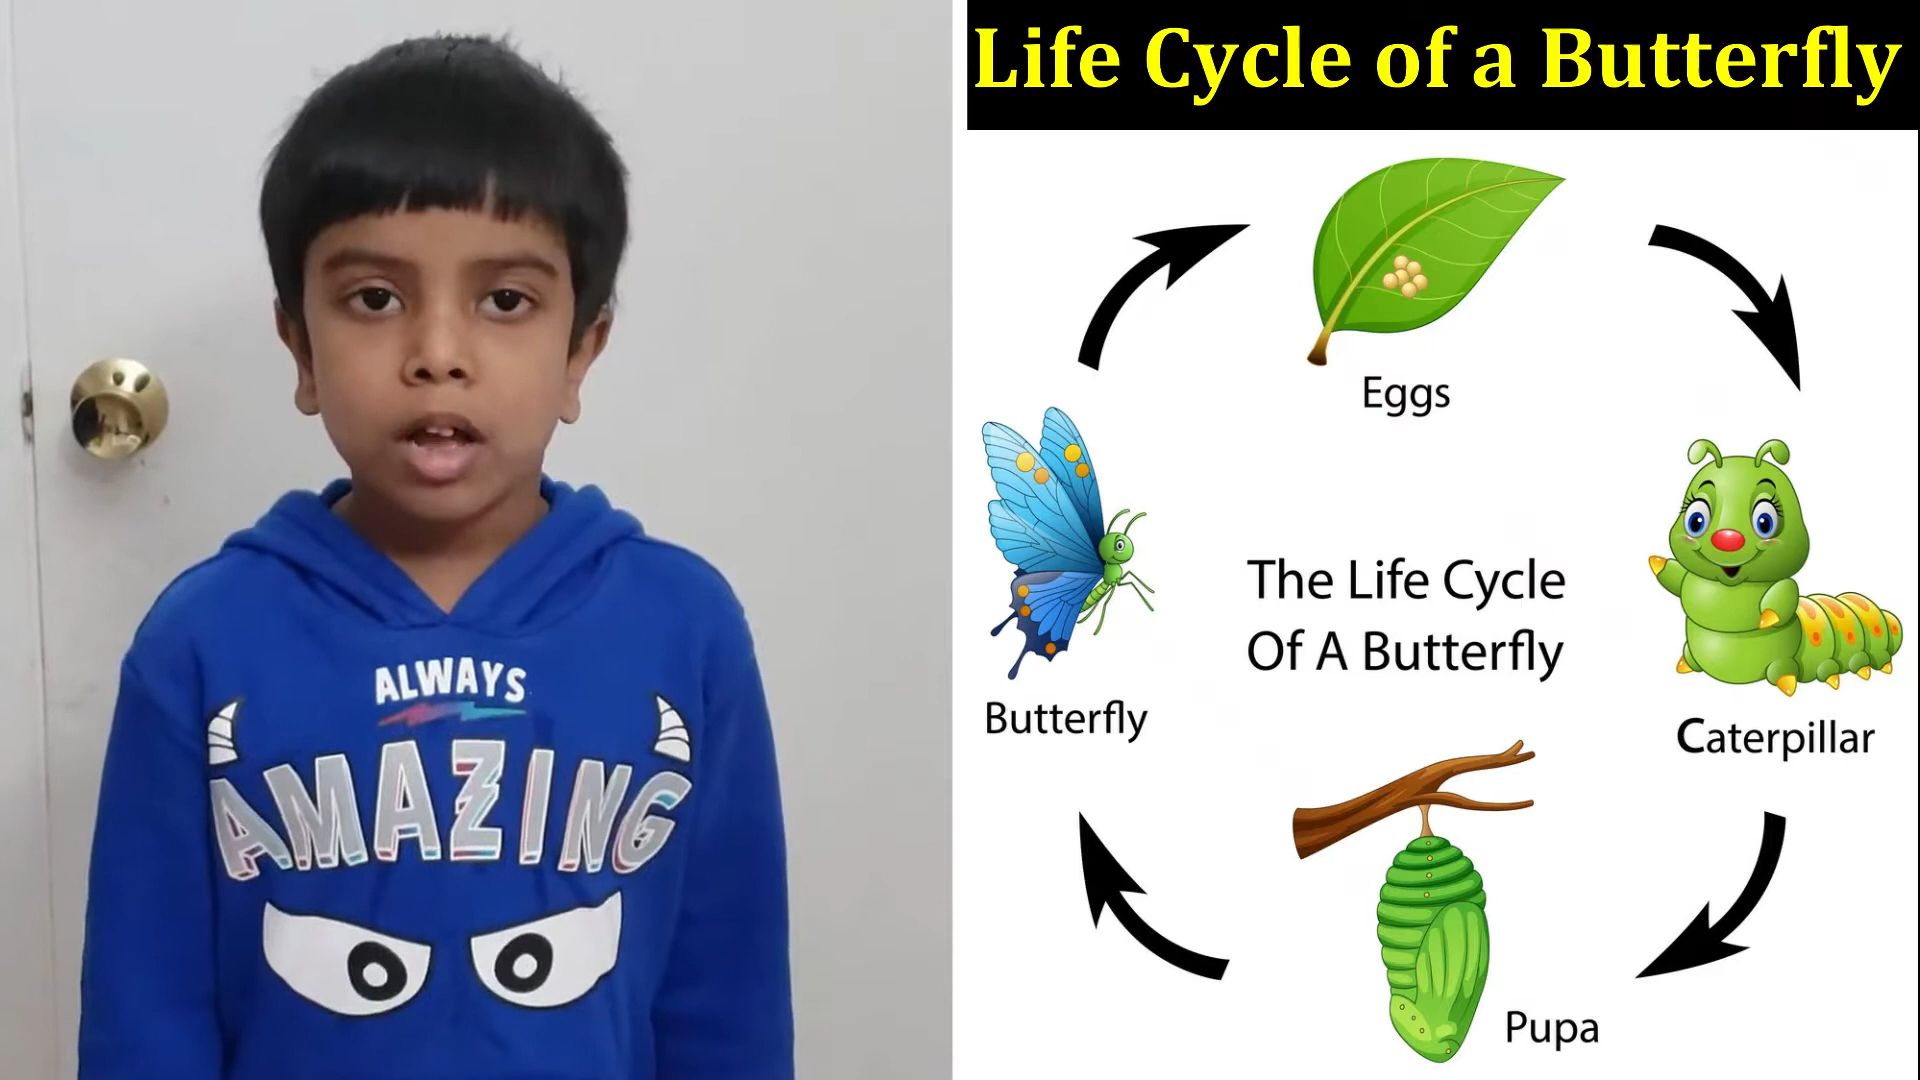 Life Cycle of a Butterfly
Eggs
The Life Cycle
Of A Butterfly
Butterfly
Caterpillar
Pupa
ALWAYS
AMAZING